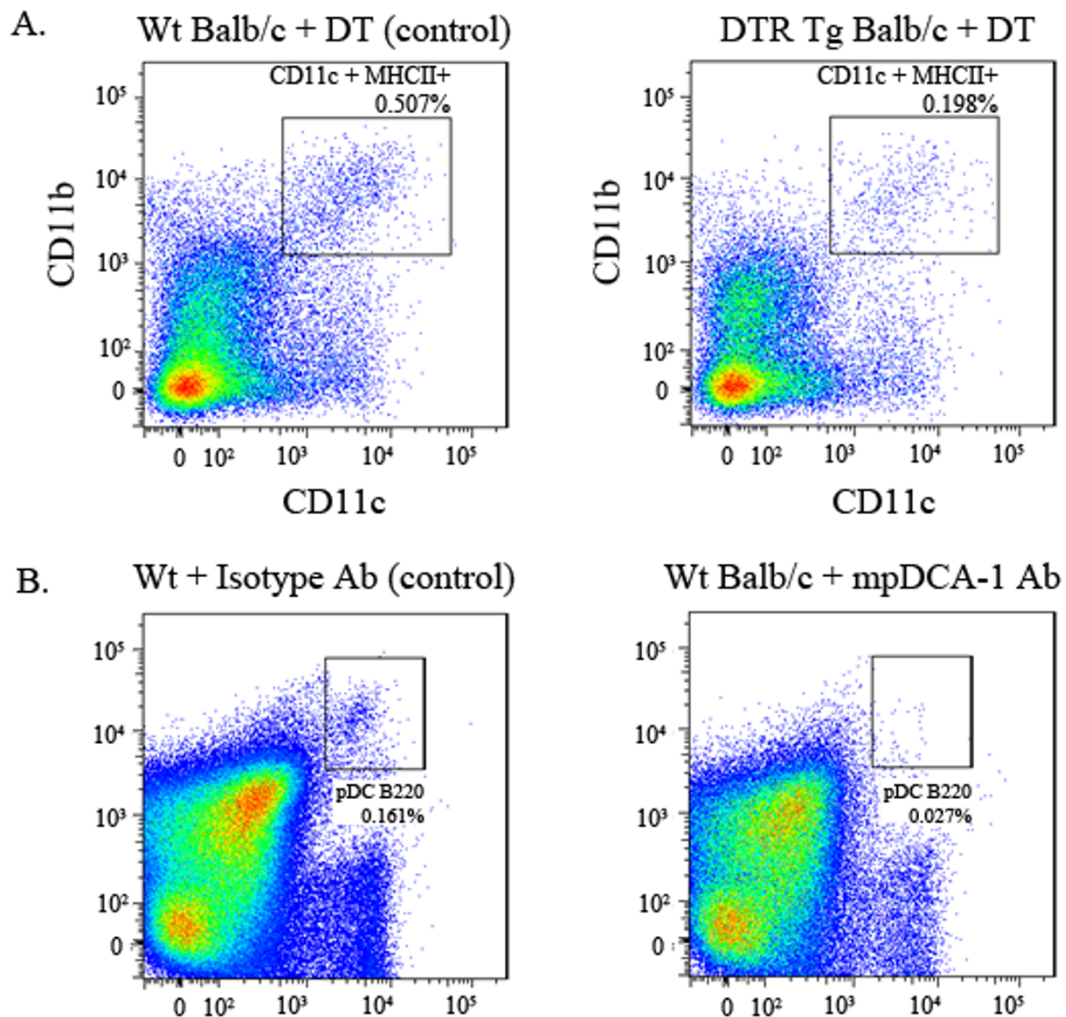 A.
Wt Balb/c + DT (control)
DTR Tg Balb/c + DT
CD11c + MHCII+
0.507%
CD11c + MHCII+
0.198%
10⁵
10⁴
10³
10²
0
CD11b
0 10² 10³ 10⁴ 10⁵
CD11c
10⁵
10⁴
10³
10²
0
CD11b
0 10² 10³ 10⁴ 10⁵
CD11c
B.
Wt + Isotype Ab (control)
Wt Balb/c + mpDCA-1 Ab
10⁵
10⁴
10³
10²
0
pDC B220
0.161%
0 10² 10³ 10⁴ 10⁵
10⁵
10⁴
10³
10²
0
pDC B220
0.027%
0 10² 10³ 10⁴ 10⁵